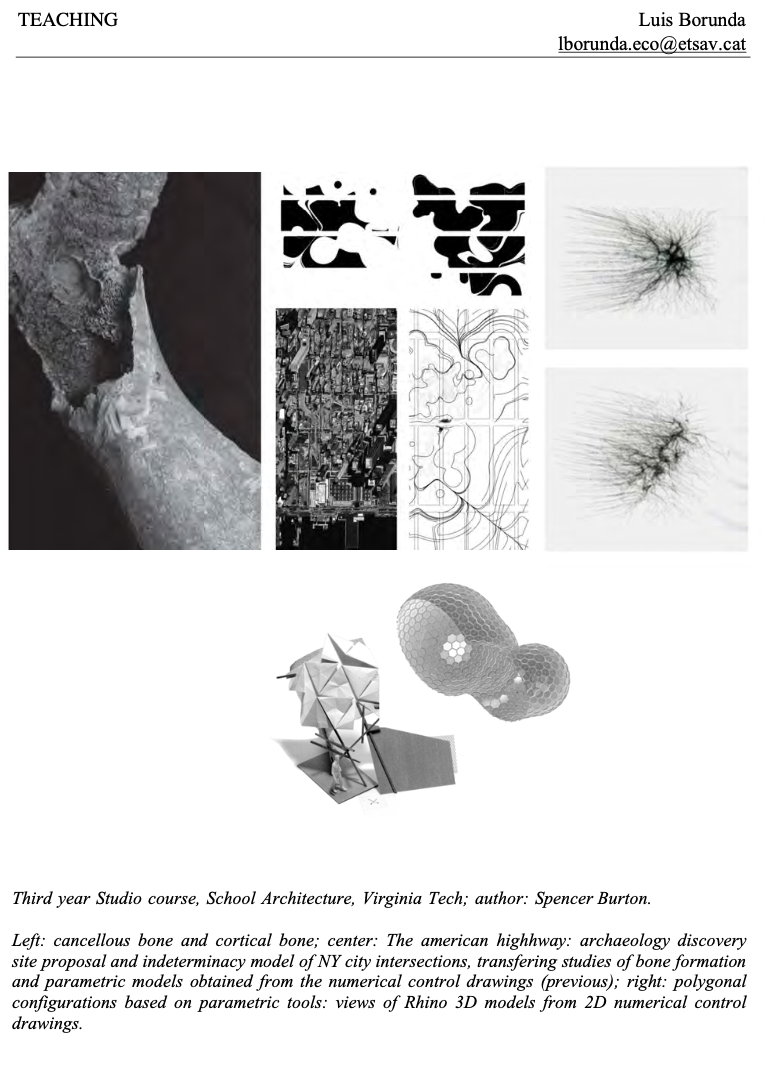 TEACHING
Luis Borunda
lborunda.eco@etsav.cat
Third year Studio course, School Architecture, Virginia Tech; author: Spencer Burton.
Left: cancellous bone and cortical bone; center: The american highhway: archaeology discovery
site proposal and indeterminacy model of NY city intersections, transfering studies of bone formation
and parametric models obtained from the numerical control drawings (previous); right: polygonal
configurations based on parametric tools: views of Rhino 3D models from 2D numerical control
drawings.